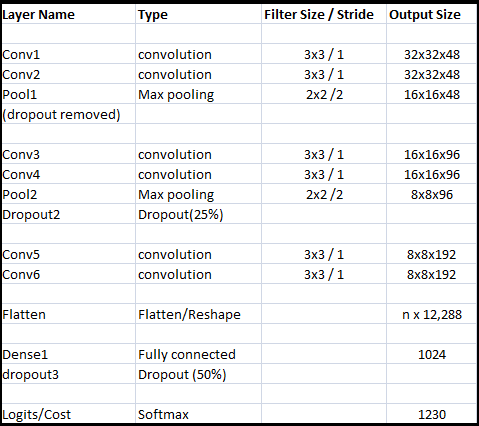 Layer Name Type Filter Size / Stride Output Size
Conv1 convolution 3x3 / 1 32x32x48
Conv2 convolution 3x3 / 1 32x32x48
Pool1 Max pooling 2x2 /2 16x16x48
(dropout removed)
Conv3 convolution 3x3 / 1 16x16x96
Conv4 convolution 3x3 / 1 16x16x96
Pool2 Max pooling 2x2 /2 8x8x96
Dropout2 Dropout(25%)
Conv5 convolution 3x3 / 1 8x8x192
Conv6 convolution 3x3 / 1 8x8x192
Flatten Flatten/Reshape n x 12,288
Dense1 Fully connected 1024
dropout3 Dropout (50%)
Logits/Cost Softmax 1230